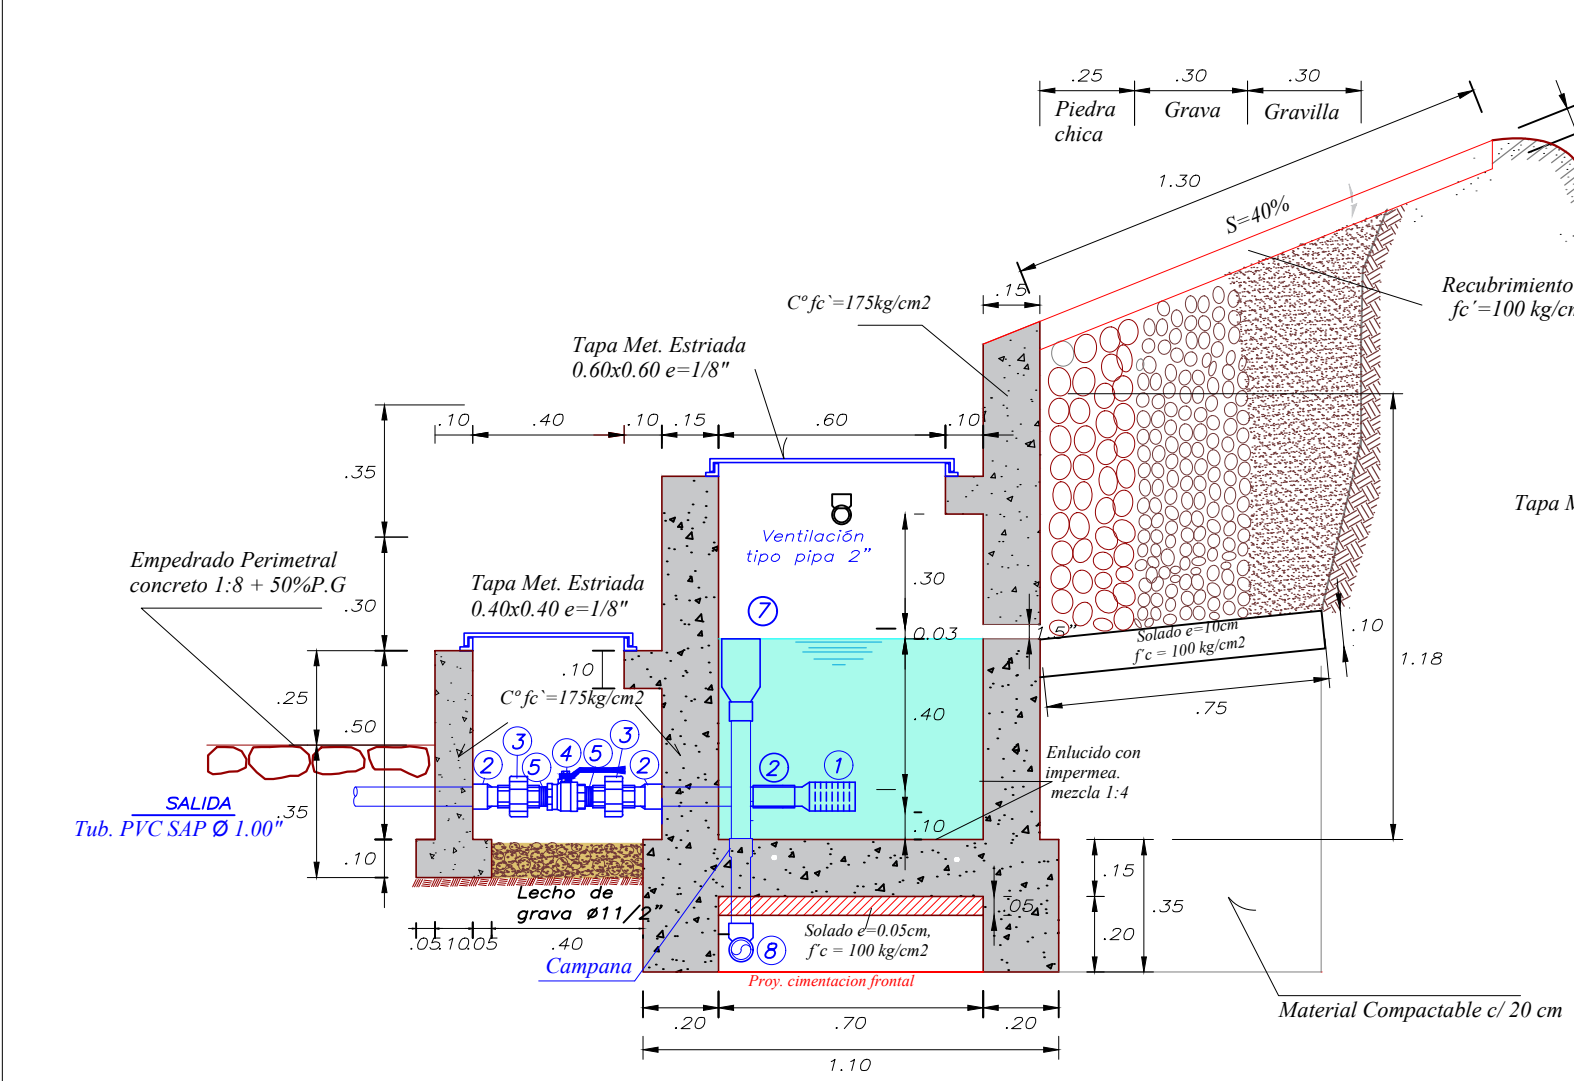 .25
.30
.30
Piedra
chica
Grava
Gravilla
1.30
S=40%
.15
C° fc`=175kg/cm2
Recubrimiento
fc´=100 kg/cm
Tapa Met. Estriada
0.60x0.60 e=1/8"
.10
.40
.10
.15
.60
.10
.35
Tapa M
Ventilación
tipo pipa 2”
Empedrado Perimetral
concreto 1:8 + 50%P.G
Tapa Met. Estriada
0.40x0.40 e=1/8"
.30
.30
7
0.03
1.5”
Solado e=10cm
f´c = 100 kg/cm2
.10
1.18
.10
C° fc`=175kg/cm2
.25
.50
.40
.75
3
4
5
3
2
5
2
2
1
Enlucido con
impermea.
mezcla 1:4
SALIDA
Tub. PVC SAP Ø 1.00"
.35
.10
.10
.15
.35
Lecho de
grava ø11/2”
.05
.20
Solado e=0.05cm,
f´c = 100 kg/cm2
.05
.10
.05
.40
8
Campana
Proy. cimentacion frontal
Material Compactable c/ 20 cm
.20
.70
.20
1.10